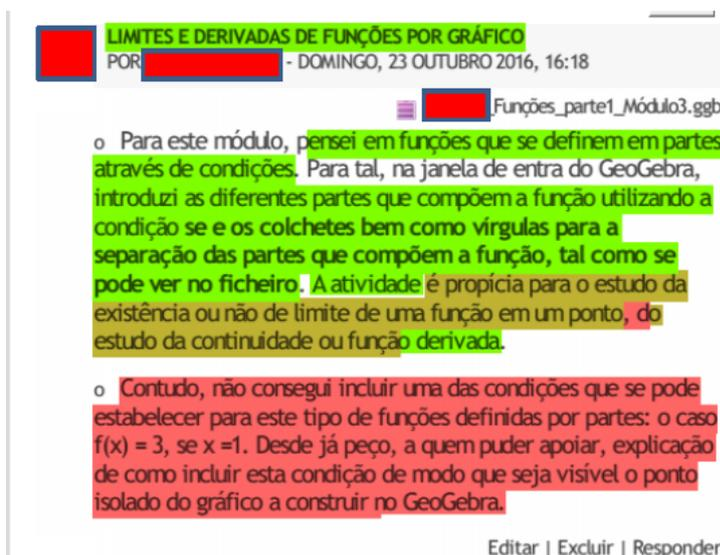 LIMITES E DERIVADAS DE FUNÇÕES POR GRÁFICO
POR - DOMINGO, 23 OUTUBRO 2016, 16:18
_Funções_parte1_Módulo3.ggb
o Para este módulo, pensei em funções que se definem em partes
através de condições. Para tal, na janela de entra do GeoGebra,
introduzi as diferentes partes que compõem a função utilizando a
condição se e os colchetes bem como vírgulas para a
separação das partes que compõem a função, tal como se
pode ver no ficheiro. A atividade é propícia para o estudo da
existência ou não de limite de uma função em um ponto, do
estudo da continuidade ou função derivada.
o Contudo, não consegui incluir uma das condições que se pode
estabelecer para este tipo de funções definidas por partes: o caso
f(x) = 3, se x =1. Desde já peço, a quem puder apoiar, explicação
de como incluir esta condição de modo que seja visível o ponto
isolado do gráfico a construir no GeoGebra.
Editar | Excluir | Responder